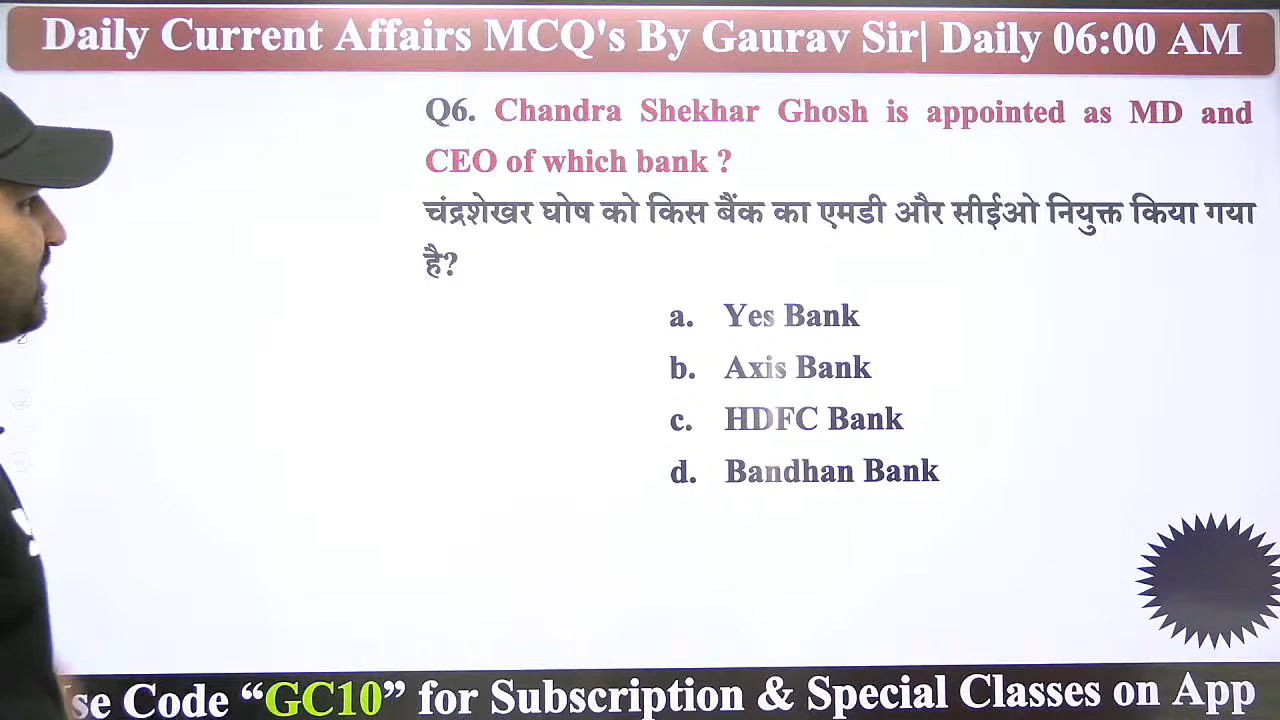 Daily Current Affairs MCQ's By Gaurav Sir| Daily 06:00 AM
Q6. Chandra Shekhar Ghosh is appointed as MD and
CEO of which bank ?
चंद्रशेखर घोष को किस बैंक का एमडी और सीईओ नियुक्त किया गया
है?
a. Yes Bank
b. Axis Bank
c. HDFC Bank
d. Bandhan Bank
Code “GC10” for Subscription & Special Classes on App